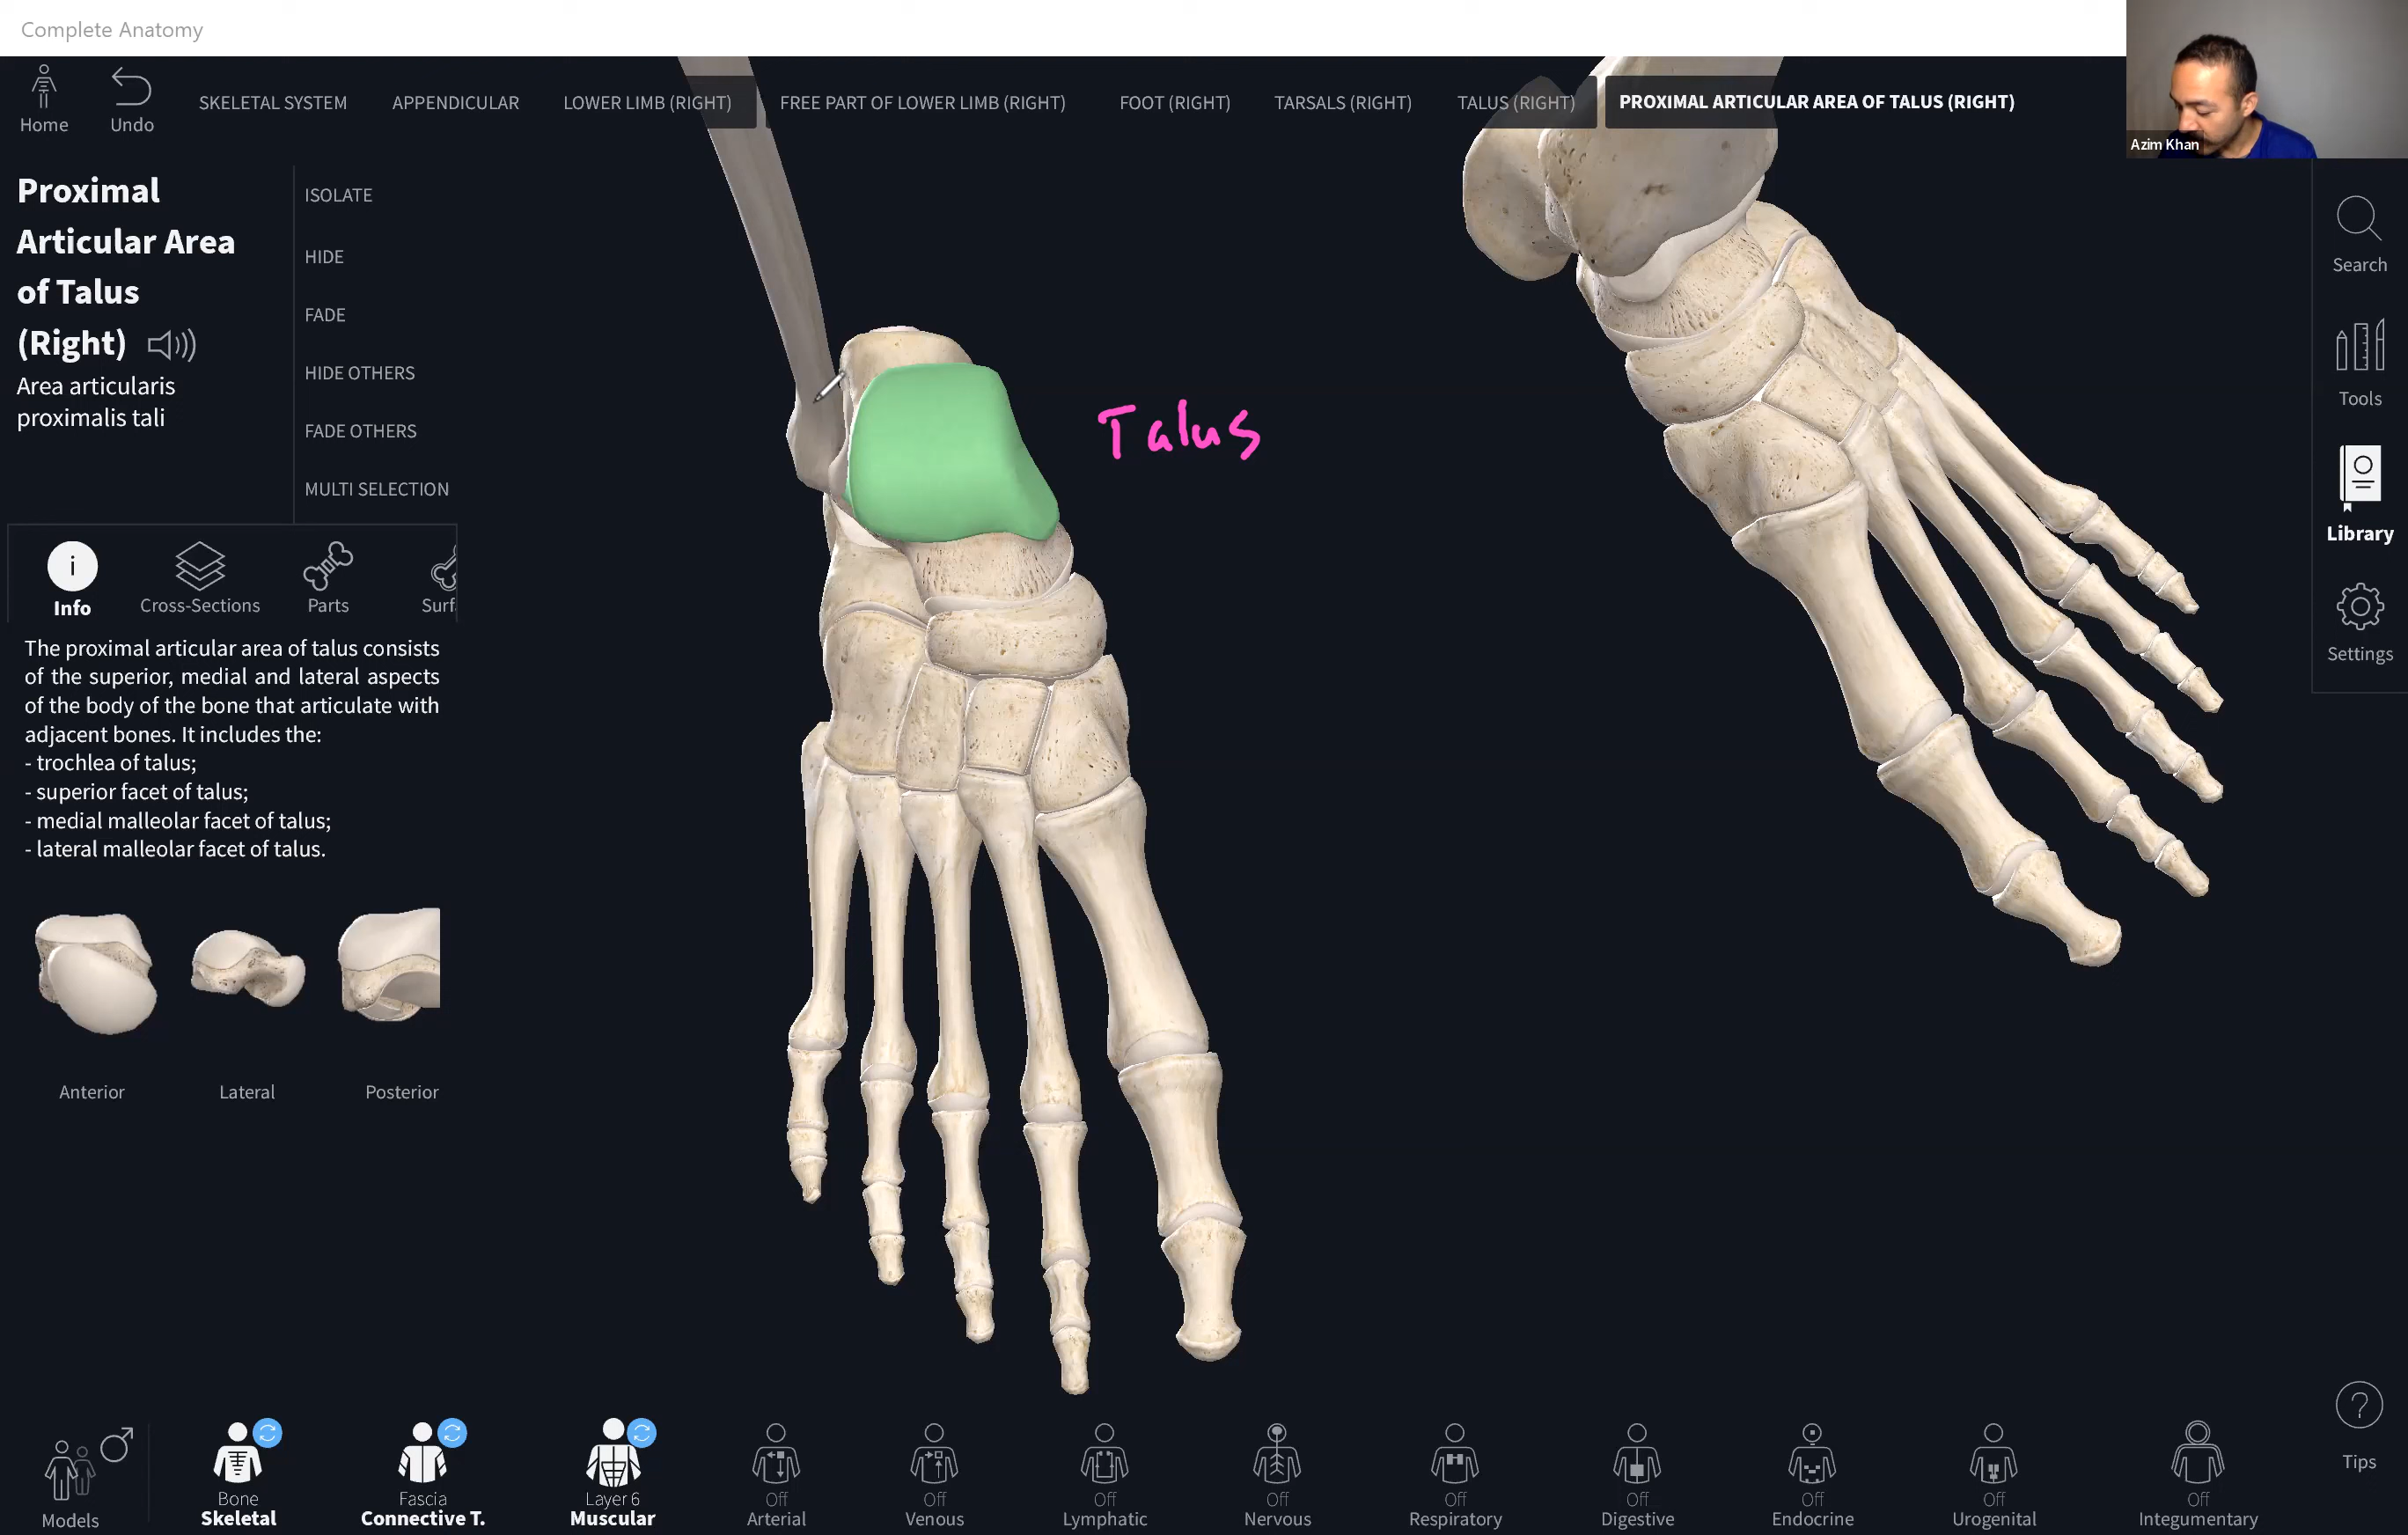 Complete Anatomy
Azim Khan
Home
Undo
SKELETAL SYSTEM
APPENDICULAR
LOWER LIMB (RIGHT)
FREE PART OF LOWER LIMB (RIGHT)
FOOT (RIGHT)
TARSALS (RIGHT)
TALUS (RIGHT)
PROXIMAL ARTICULAR AREA OF TALUS (RIGHT)
Proximal
Articular Area
of Talus
(Right)
Area articularis
proximalis tali
ISOLATE
HIDE
FADE
HIDE OTHERS
FADE OTHERS
MULTI SELECTION
i
Info
Cross-Sections
Parts
Surf
The proximal articular area of talus consists
of the superior, medial and lateral aspects
of the body of the bone that articulate with
adjacent bones. It includes the:
- trochlea of talus;
- superior facet of talus;
- medial malleolar facet of talus;
- lateral malleolar facet of talus.
Anterior
Lateral
Posterior
Talus
Search
Tools
Library
Settings
?
Tips
Models
Bone
Skeletal
Fascia
Connective T.
Layer 6
Muscular
Off
Arterial
Off
Venous
Off
Lymphatic
Off
Nervous
Off
Respiratory
Off
Digestive
Off
Endocrine
Off
Urogenital
Off
Integumentary